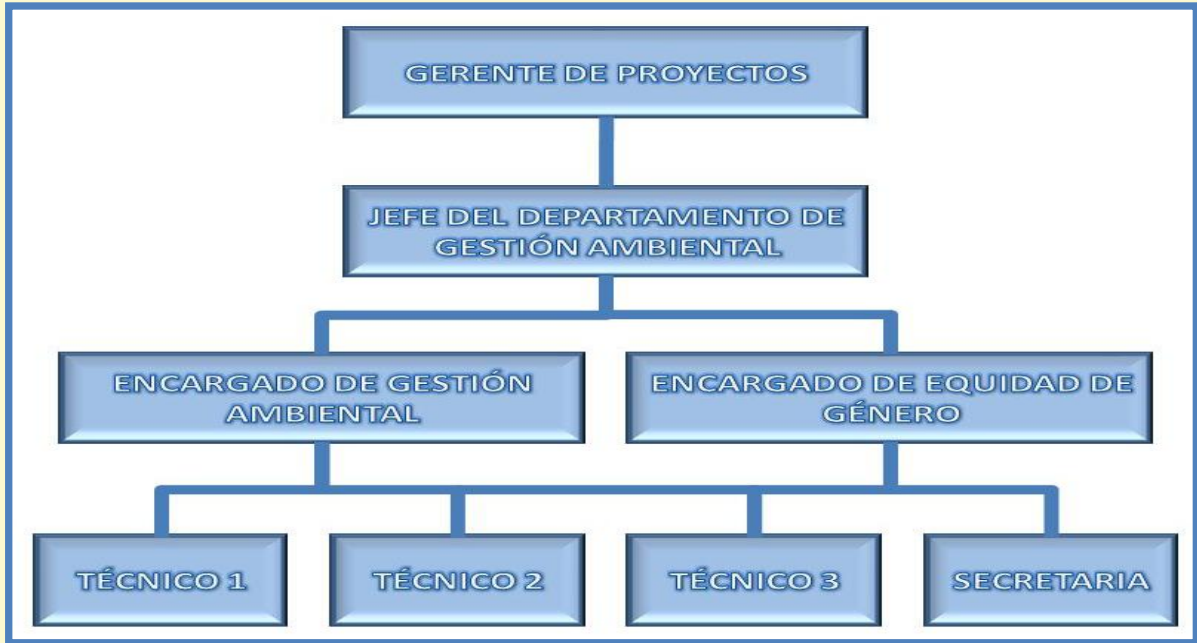 GERENTE DE PROYECTOS
JEFE DEL DEPARTAMENTO DE
GESTIÓN AMBIENTAL
ENCARGADO DE GESTIÓN
AMBIENTAL
ENCARGADO DE EQUIDAD DE
GÉNERO
TÉCNICO 1
TÉCNICO 2
TÉCNICO 3
SECRETARIA